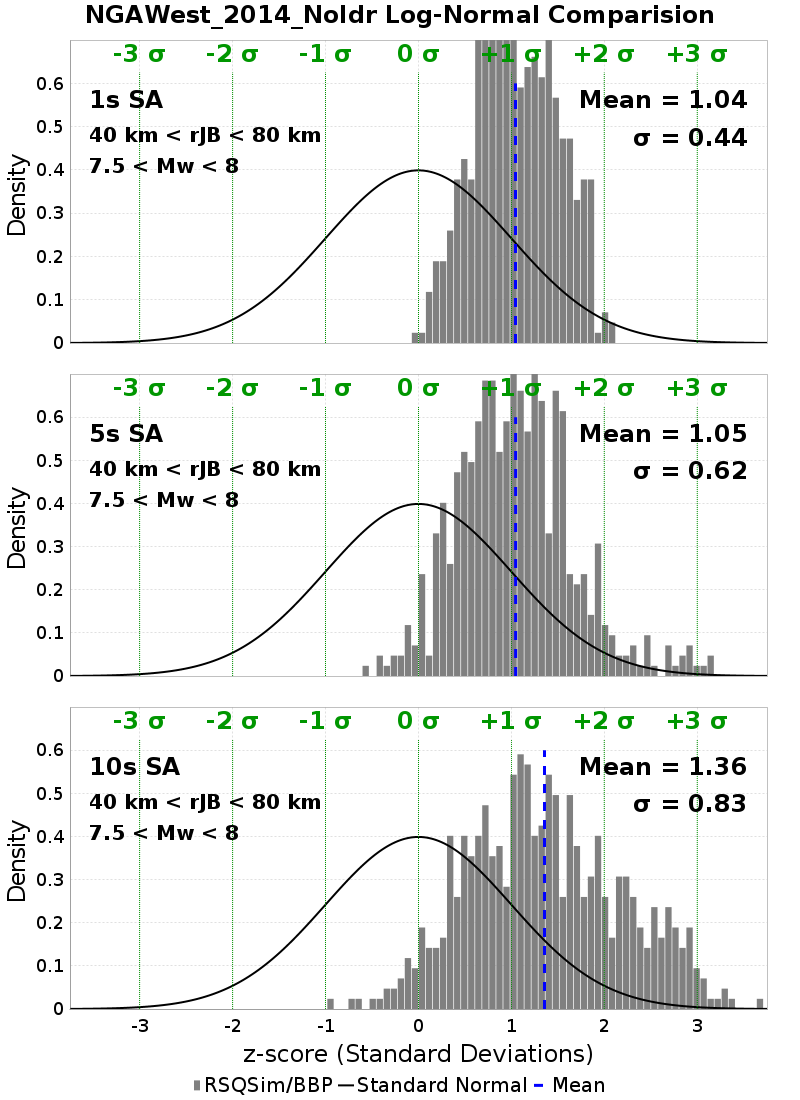 NGAWest_2014_NoIdr Log-Normal Comparision
-3 σ -2 σ -1 σ 0 σ +1 σ +2 σ +3 σ
1s SA Mean = 1.04
40 km < rJB < 80 km σ = 0.44
7.5 < Mw < 8
Density
0.6
0.5
0.4
0.3
0.2
0.1
0
-3 σ -2 σ -1 σ 0 σ +1 σ +2 σ +3 σ
5s SA Mean = 1.05
40 km < rJB < 80 km σ = 0.62
7.5 < Mw < 8
Density
0.6
0.5
0.4
0.3
0.2
0.1
0
-3 σ -2 σ -1 σ 0 σ +1 σ +2 σ +3 σ
10s SA Mean = 1.36
40 km < rJB < 80 km σ = 0.83
7.5 < Mw < 8
Density
0.6
0.5
0.4
0.3
0.2
0.1
0
-3 -2 -1 0 1 2 3
z-score (Standard Deviations)
RSQSim/BBP Standard Normal Mean